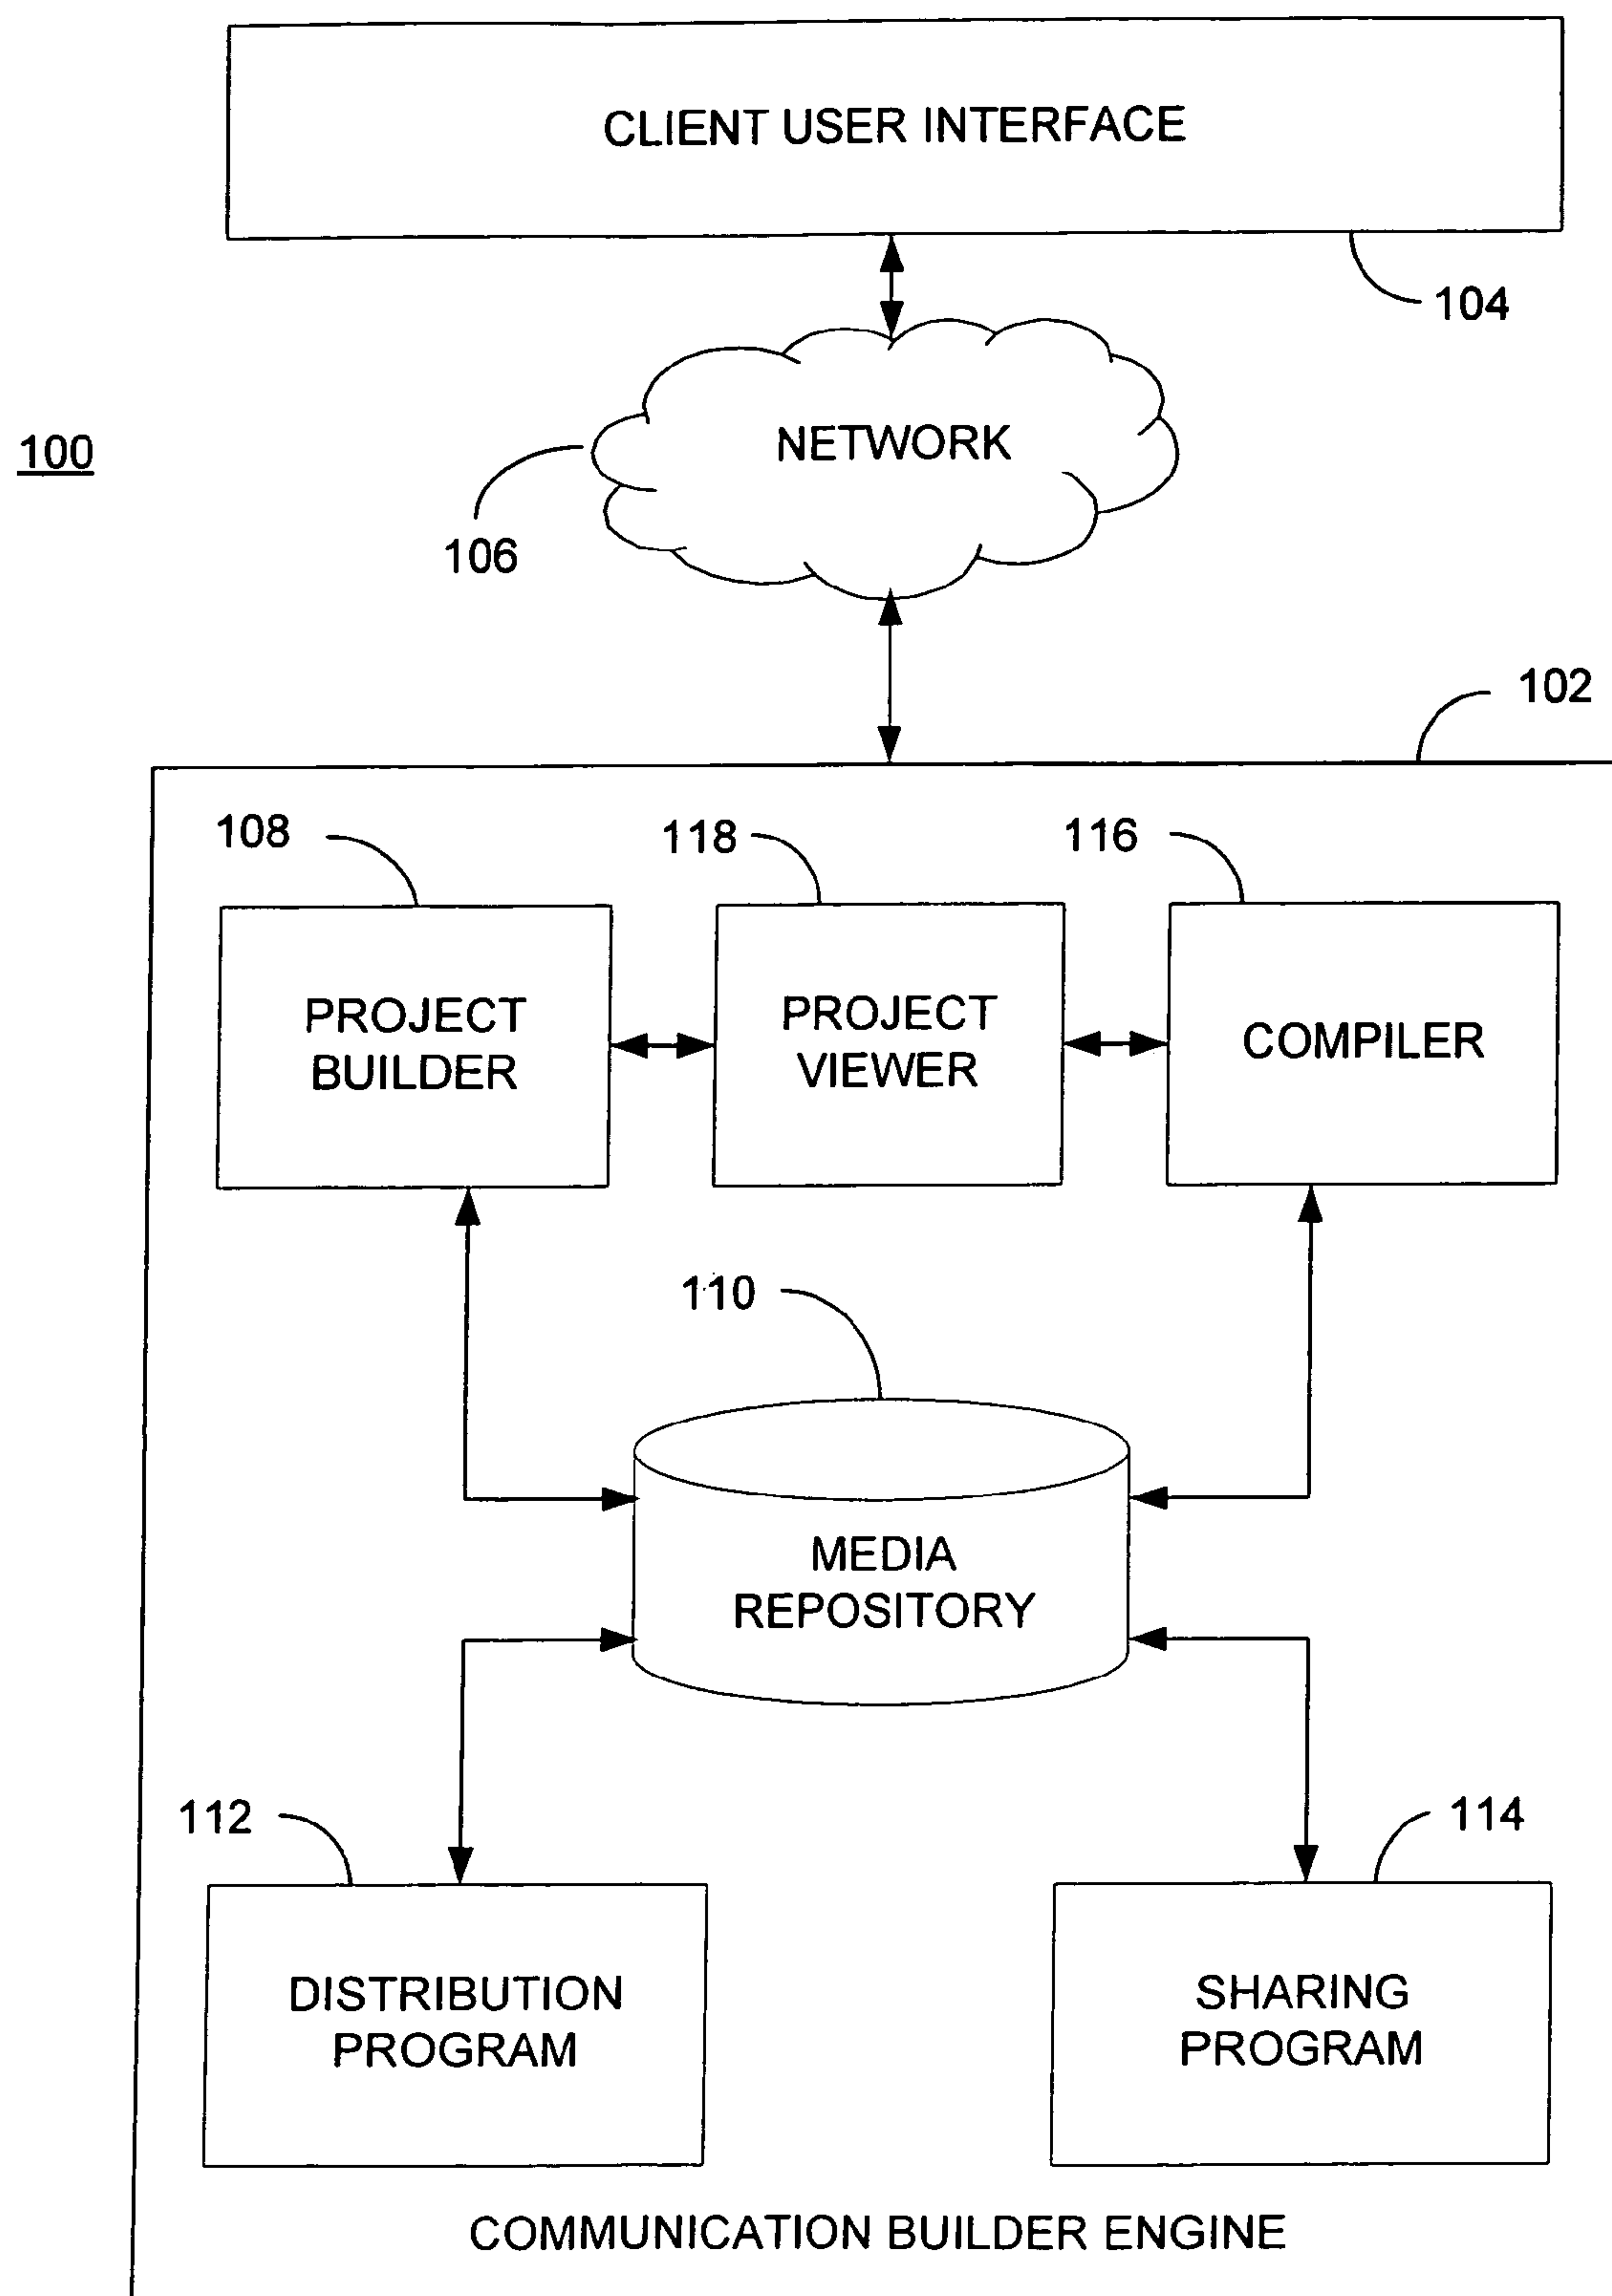 CLIENT USER INTERFACE
104
NETWORK
100
106
102
108
118
116
PROJECT
BUILDER
PROJECT
VIEWER
COMPILER
110
MEDIA
REPOSITORY
112
114
DISTRIBUTION
PROGRAM
SHARING
PROGRAM
COMMUNICATION BUILDER ENGINE